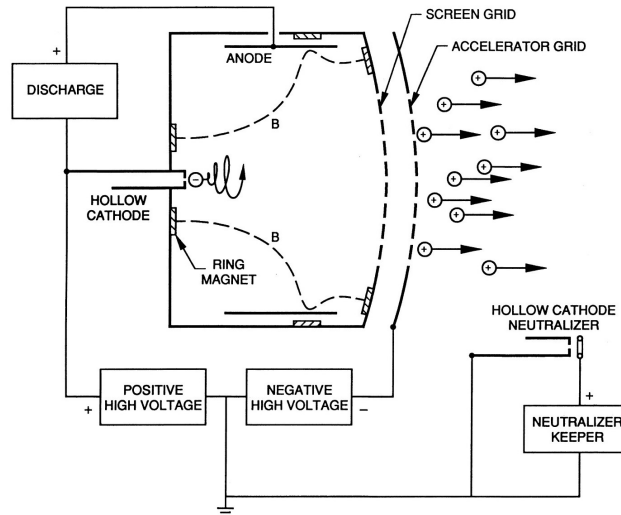 SCREEN GRID
ACCELERATOR GRID
+
ANODE
DISCHARGE
B
HOLLOW
CATHODE
−
+
+
+
+
+
+
+
+
+
+
+
B
RING
MAGNET
HOLLOW CATHODE
NEUTRALIZER
POSITIVE
HIGH VOLTAGE
NEGATIVE
HIGH VOLTAGE
+
−
+
NEUTRALIZER
KEEPER